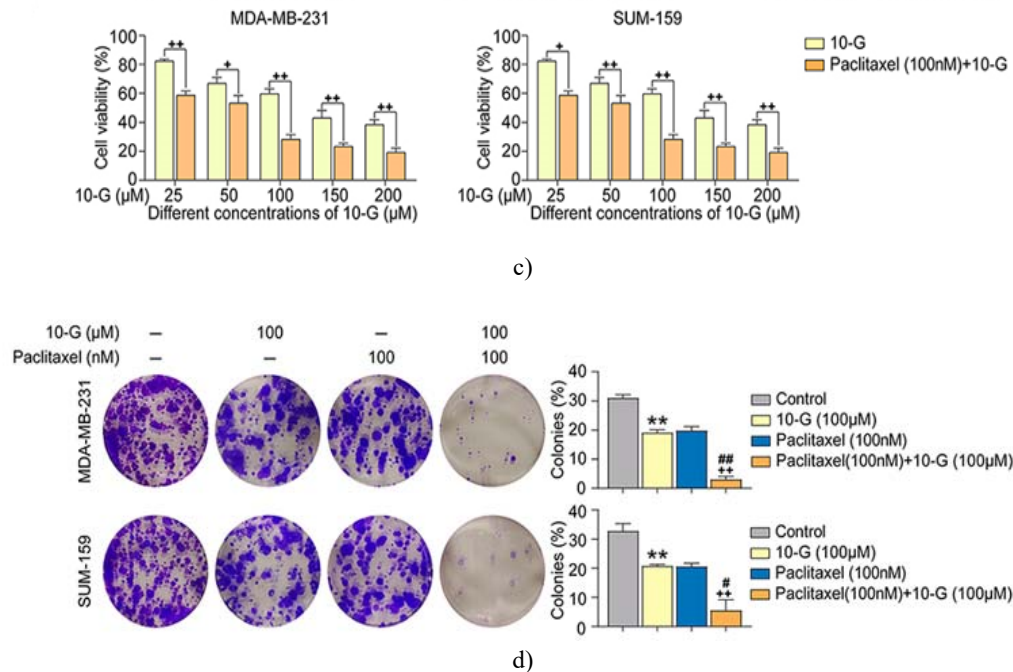 MDA-MB-231
SUM-159
Cell viability (%)
100
80
60
40
20
0
++
+
++
++
++
10-G (µM)
25
50
100
150
200
Different concentrations of 10-G (µM)
Cell viability (%)
100
80
60
40
20
0
+
++
++
++
++
10-G (µM)
25
50
100
150
200
Different concentrations of 10-G (µM)
10-G
Paclitaxel (100nM)+10-G
c)
10-G (µM) – 100 – 100
Paclitaxel (nM) – – 100 100
MDA-MB-231
Colonies (%)
40
30
20
10
0
**
##
++
Control
10-G (100µM)
Paclitaxel (100nM)
Paclitaxel(100nM)+10-G (100µM)
SUM-159
Colonies (%)
40
30
20
10
0
**
#
++
Control
10-G (100µM)
Paclitaxel (100nM)
Paclitaxel(100nM)+10-G (100µM)
d)